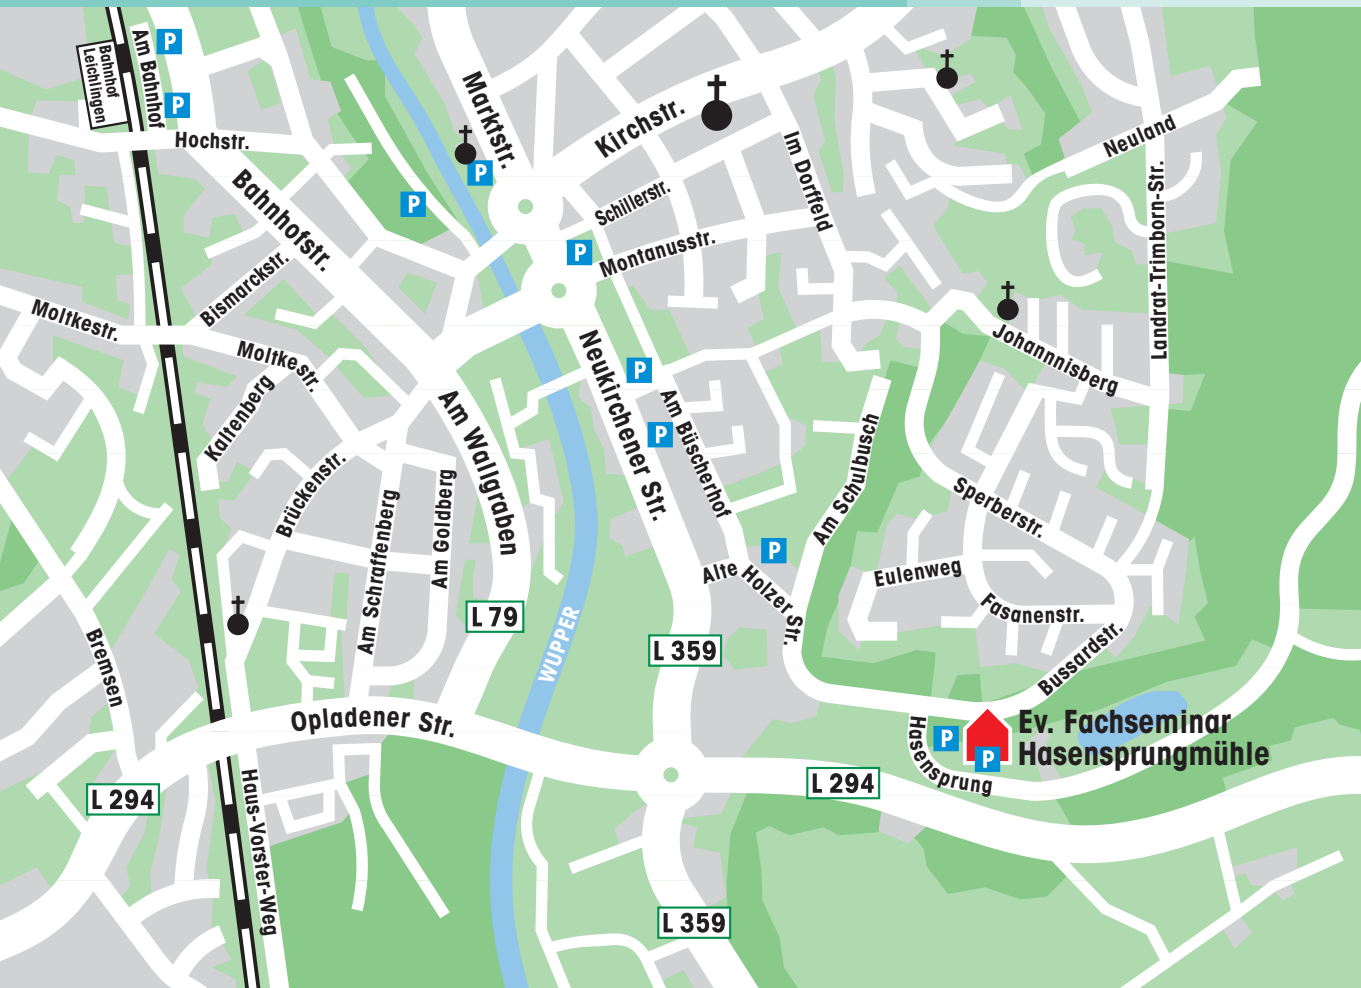 Bahnhof
Leichlingen
Am Bahnhof
P
P
Hochstr.
Marktstr.
P
P
Kirchstr.
Schillerstr.
Im Dorffeld
Neuland
Landrat-Trimborn-Str.
Bahnhofstr.
Bismarckstr.
Montanusstr.
P
Moltkestr.
Moltkestr.
Kaltenberg
Johannnisberg
Neukirchener Str.
P
P
Am Büscherhof
Am Wallgraben
Am Schulbusch
Brückenstr.
Am Schraffenberg
Am Goldberg
Sperberstr.
P
Alte Holzer Str.
Eulenweg
Fasanenstr.
Bussardstr.
L 79
WUPPER
L 359
Bremsen
Opladener Str.
Hasensprung
P
P
Ev. Fachseminar
Hasensprungmühle
L 294
L 294
Haus-Vorster-Weg
L 359